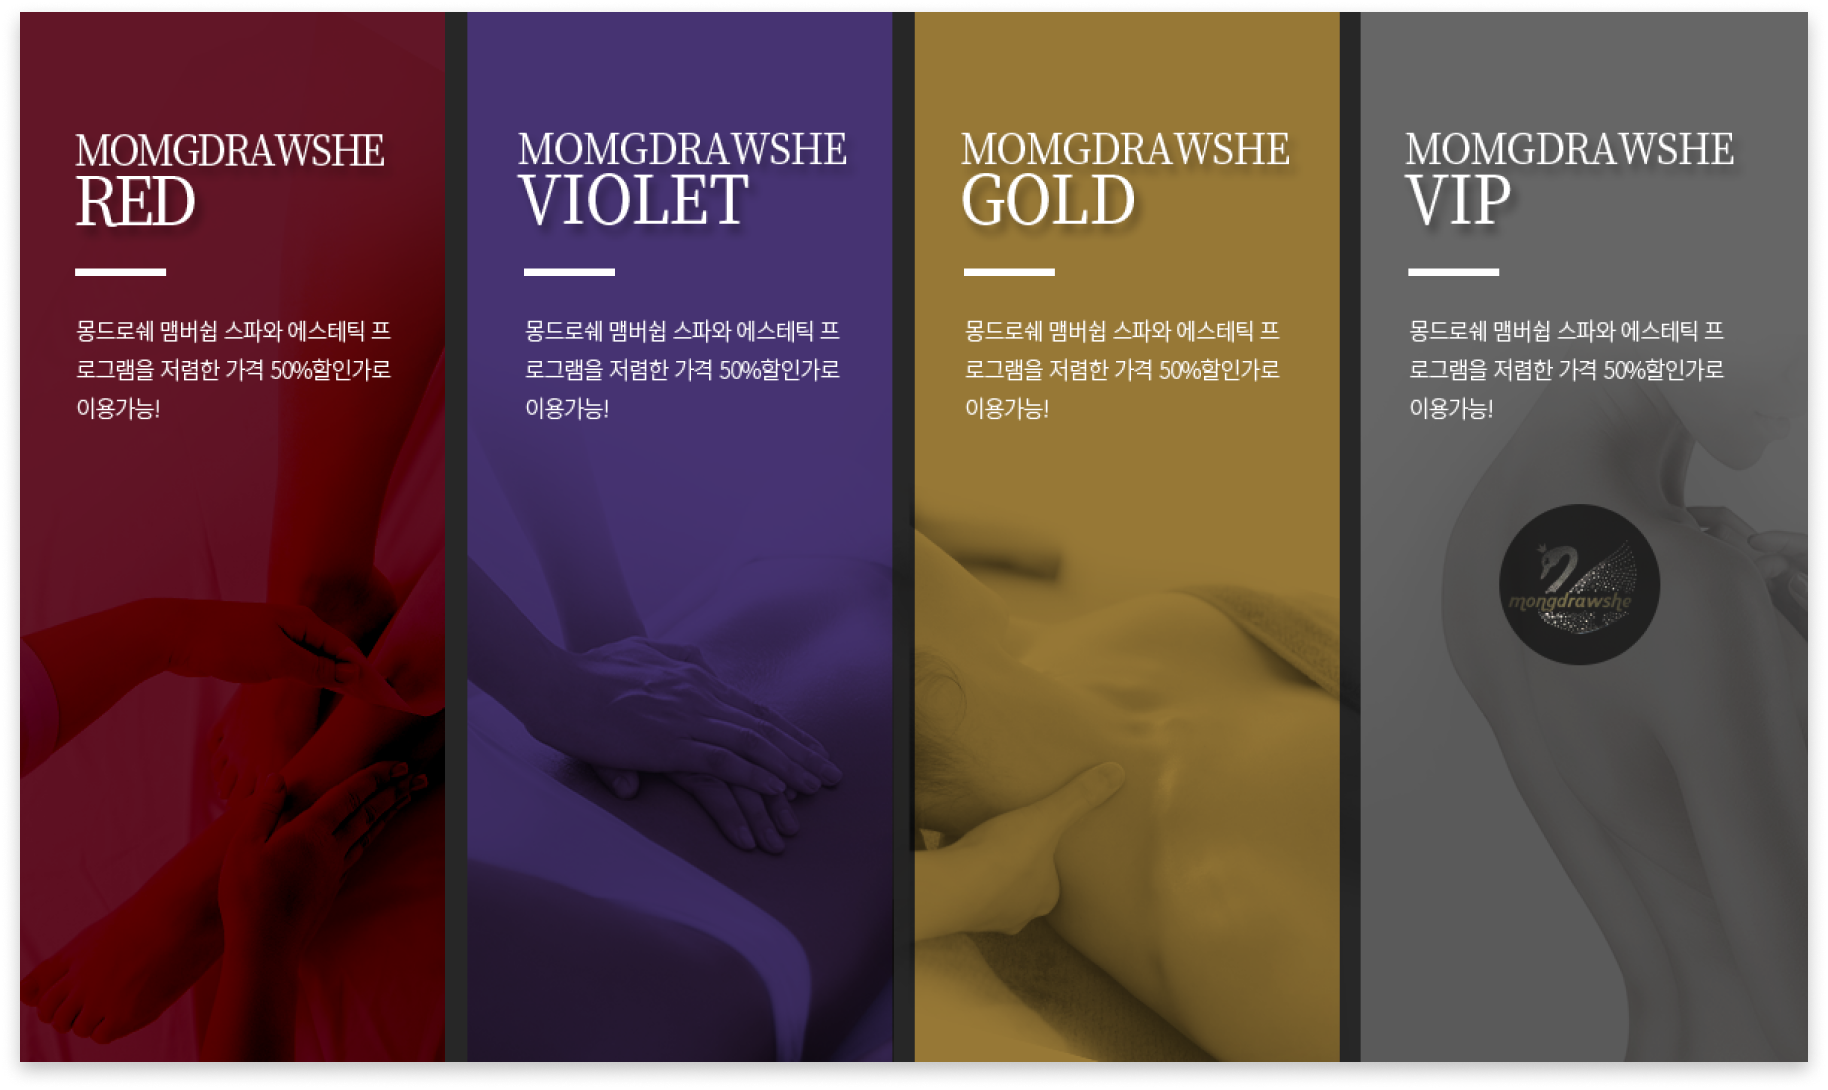 MOMGDRAWSHE
RED
몽드로쉐 맴버쉽 스파와 에스테틱 프
로그램을 저렴한 가격 50%할인가로
이용가능!
MOMGDRAWSHE
VIOLET
몽드로쉐 맴버쉽 스파와 에스테틱 프
로그램을 저렴한 가격 50%할인가로
이용가능!
MOMGDRAWSHE
GOLD
몽드로쉐 맴버쉽 스파와 에스테틱 프
로그램을 저렴한 가격 50%할인가로
이용가능!
MOMGDRAWSHE
VIP
몽드로쉐 맴버쉽 스파와 에스테틱 프
로그램을 저렴한 가격 50%할인가로
이용가능!
mongdrawshe